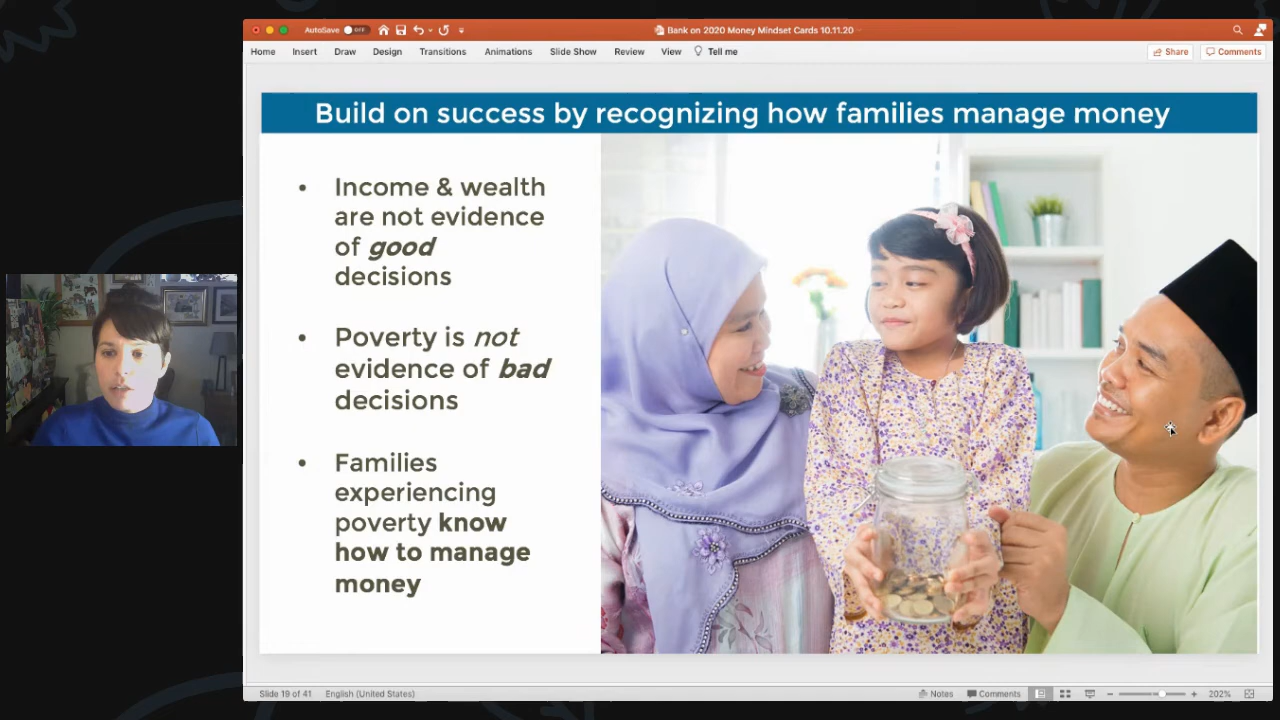 AutoSave OFF
Bank on 2020 Money Mindset Cards 10.11.20
Home Insert Draw Design Transitions Animations Slide Show Review View Tell me Share Comments
Build on success by recognizing how families manage money
• Income & wealth
are not evidence
of good
decisions
• Poverty is not
evidence of bad
decisions
• Families
experiencing
poverty know
how to manage
money
Slide 19 of 41 English (United States) Notes Comments 202%